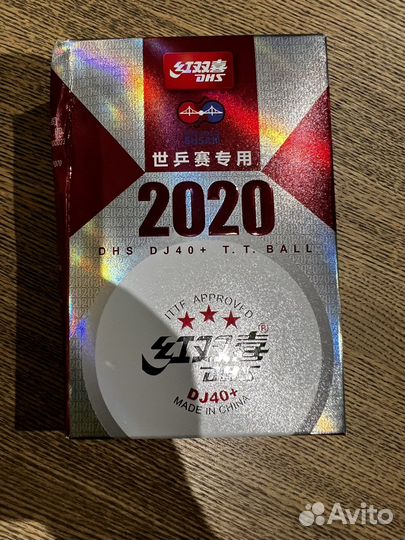 红双喜
DHS
BUSAN
世乒赛专用
2020
DHS DJ40+ T.T.BALL
ITTF APPROVED
红双喜®
DHS
DJ40+
MADE IN CHINA
Avito